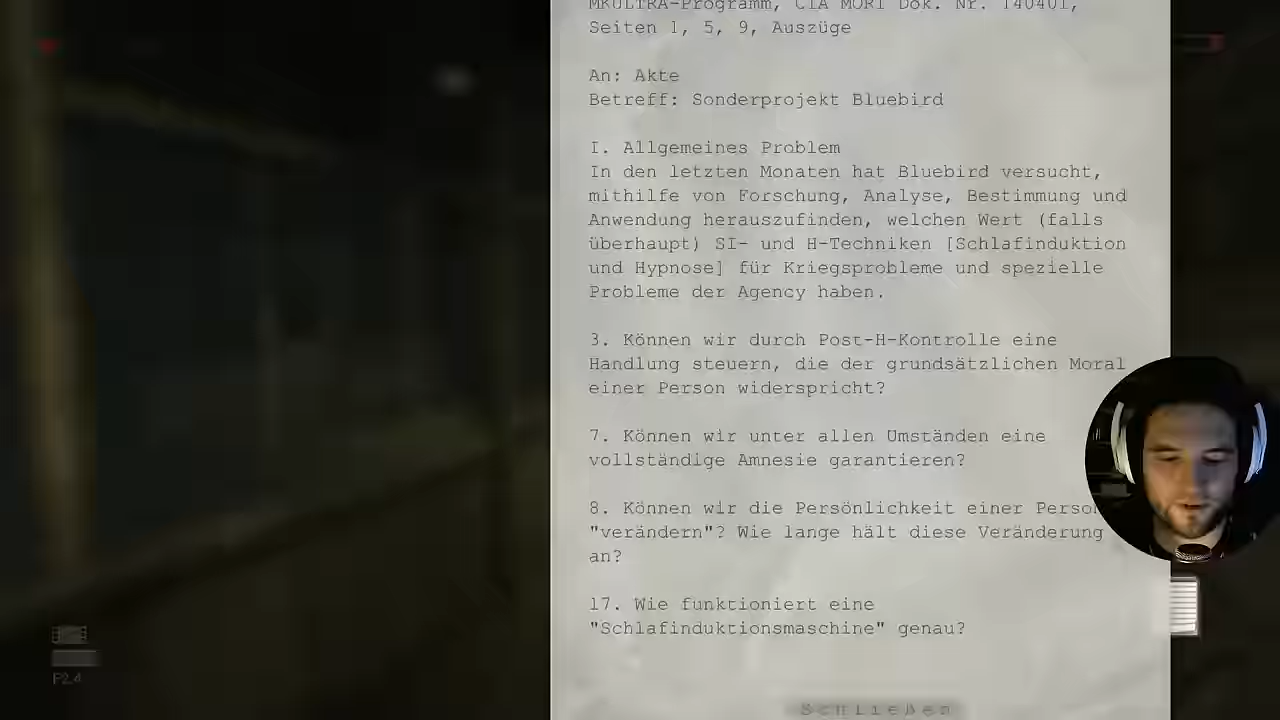 MKULTRA-Programm, CIA MORI Dok. Nr. 140401,
Seiten 1, 5, 9, Auszüge
An: Akte
Betreff: Sonderprojekt Bluebird
I. Allgemeines Problem
In den letzten Monaten hat Bluebird versucht,
mithilfe von Forschung, Analyse, Bestimmung und
Anwendung herauszufinden, welchen Wert (falls
überhaupt) SI- und H-Techniken [Schlafinduktion
und Hypnose] für Kriegsprobleme und spezielle
Probleme der Agency haben.
3. Können wir durch Post-H-Kontrolle eine
Handlung steuern, die der grundsätzlichen Moral
einer Person widerspricht?
7. Können wir unter allen Umständen eine
vollständige Amnesie garantieren?
8. Können wir die Persönlichkeit einer Person
"verändern"? Wie lange hält diese Veränderung
an?
17. Wie funktioniert eine
"Schlafinduktionsmaschine" genau?
Schließen
F2.4